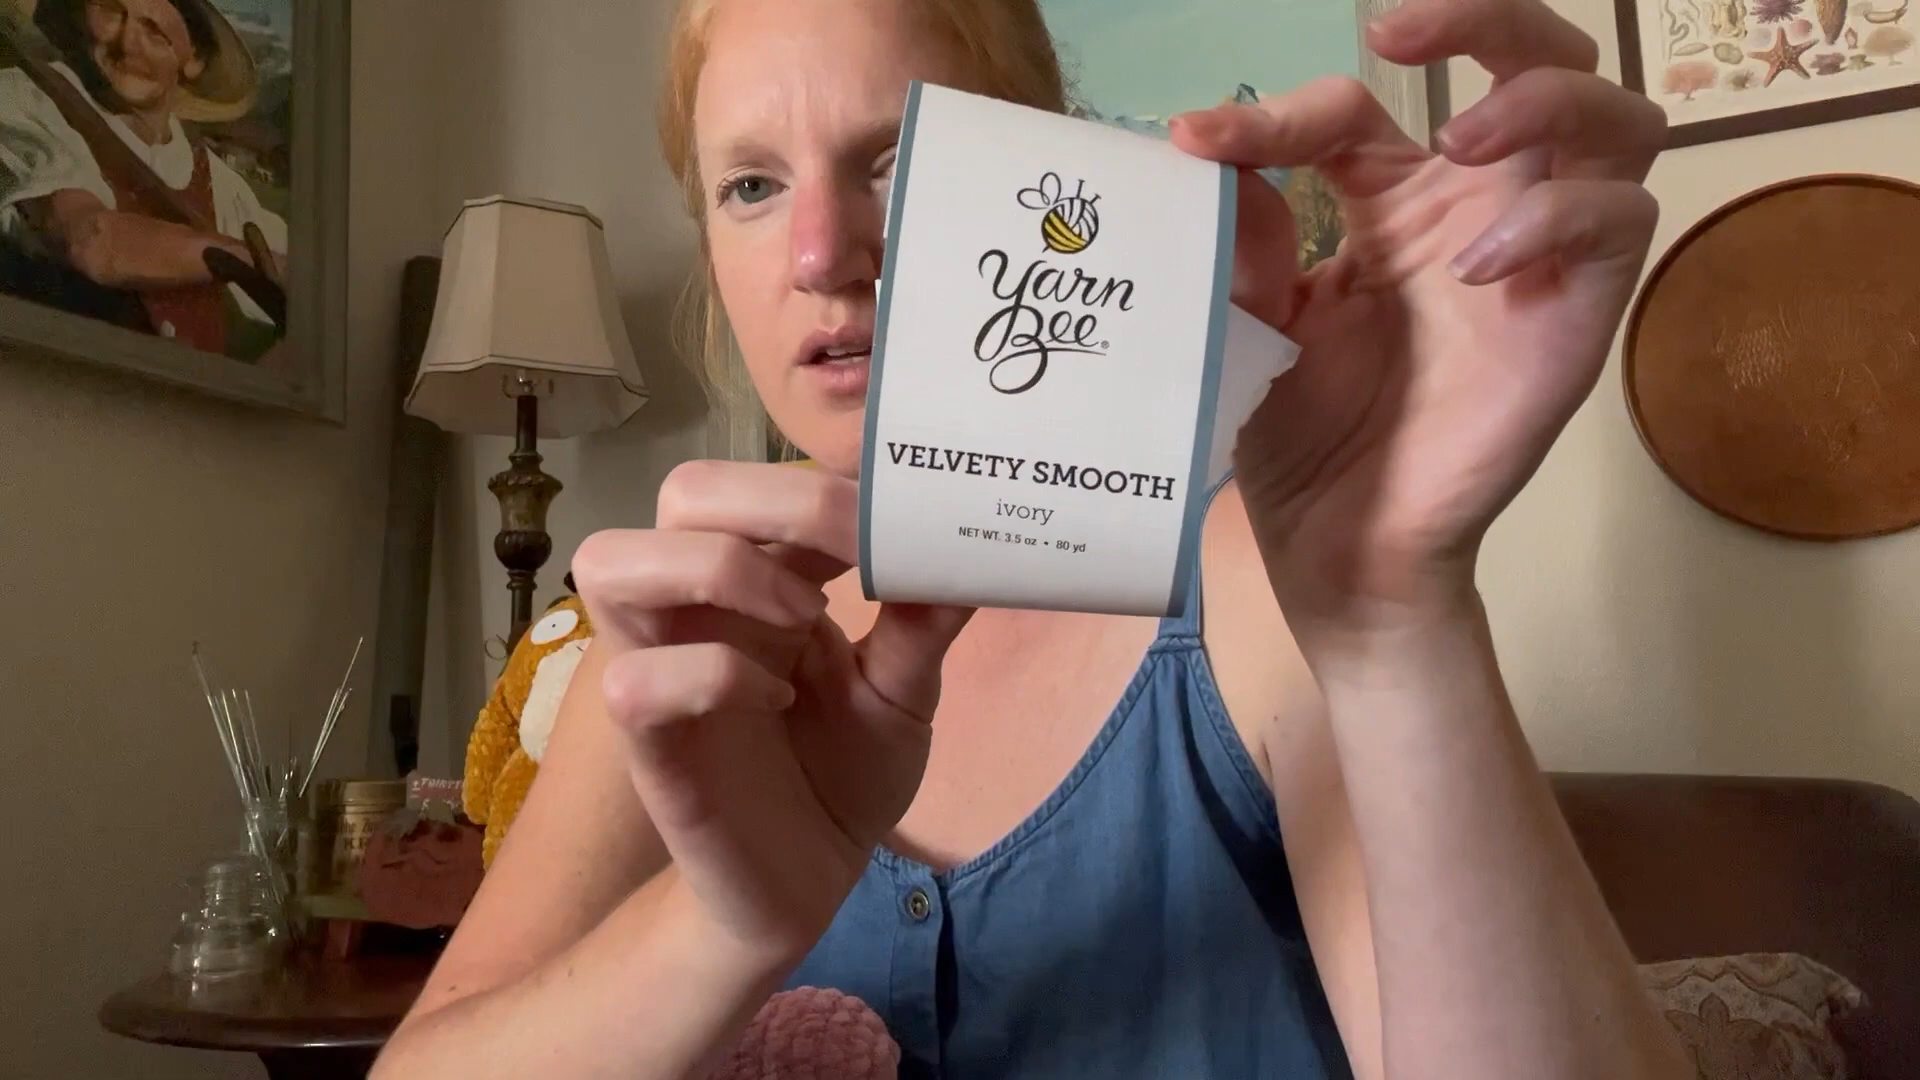 Yarn
Bee®
VELVETY SMOOTH
ivory
NET WT. 3.5 oz • 80 yd